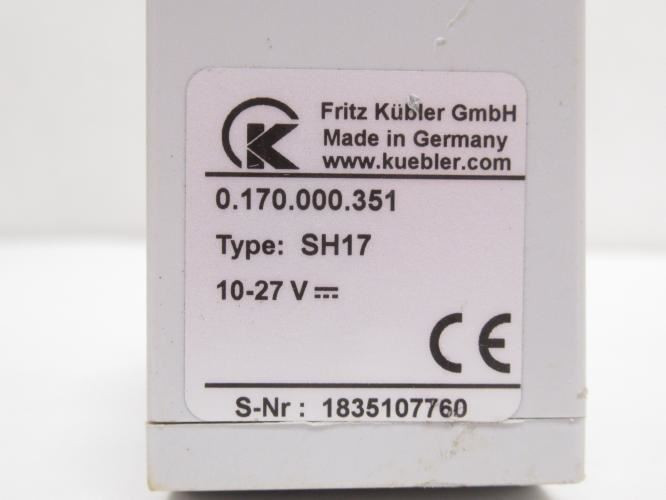 K
Fritz Kübler GmbH
Made in Germany
www.kuebler.com
0.170.000.351
Type: SH17
10-27 V ⎓
CE
S-Nr : 1835107760